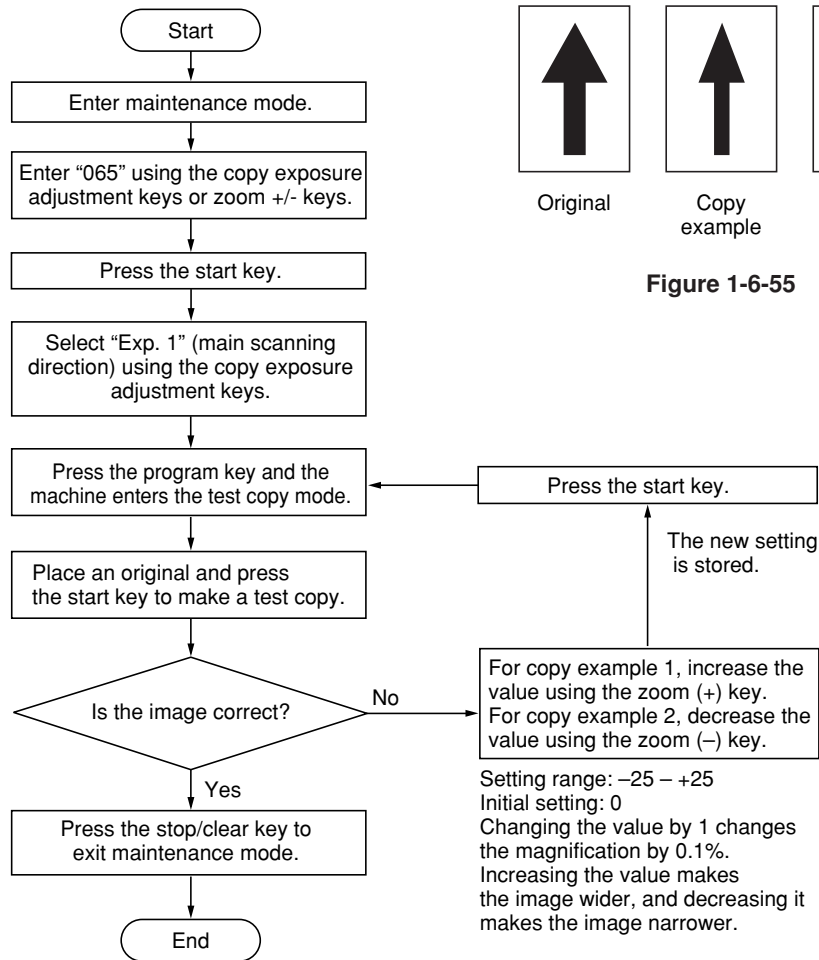 Start
Enter maintenance mode.
Enter “065” using the copy exposure
adjustment keys or zoom +/- keys.
Press the start key.
Select “Exp. 1” (main scanning
direction) using the copy exposure
adjustment keys.
Press the program key and the
machine enters the test copy mode.
Place an original and press
the start key to make a test copy.
Is the image correct?
No
Yes
Press the stop/clear key to
exit maintenance mode.
End
Press the start key.
The new setting
is stored.
For copy example 1, increase the
value using the zoom (+) key.
For copy example 2, decrease the
value using the zoom (–) key.
Setting range: –25 – +25
Initial setting: 0
Changing the value by 1 changes
the magnification by 0.1%.
Increasing the value makes
the image wider, and decreasing it
makes the image narrower.
Original
Copy
example
Figure 1-6-55